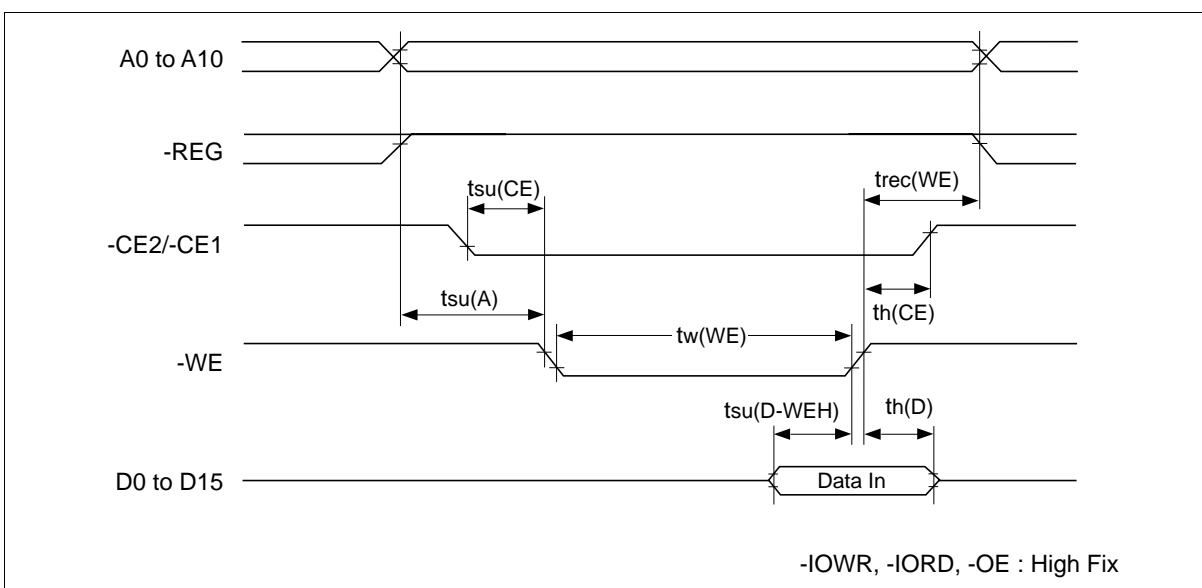 A0 to A10
-REG
tsu(CE)
trec(WE)
-CE2/-CE1
tsu(A)
th(CE)
tw(WE)
-WE
tsu(D-WEH)
th(D)
D0 to D15
Data In
-IOWR, -IORD, -OE : High Fix